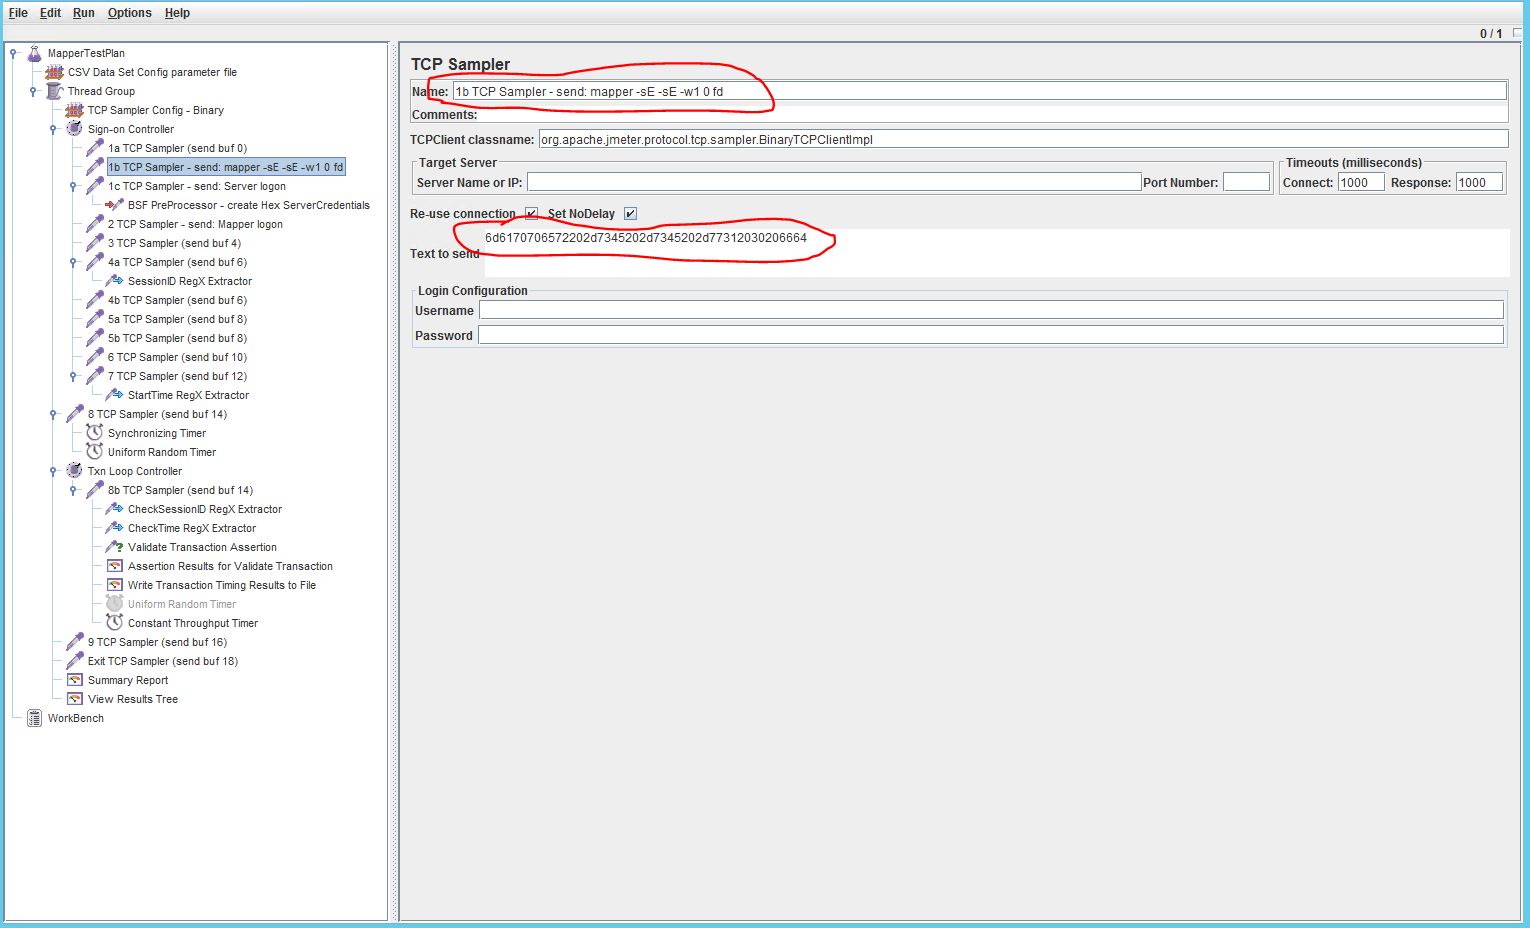 File Edit Run Options Help
0 / 1
MapperTestPlan
CSV Data Set Config parameter file
Thread Group
TCP Sampler Config - Binary
Sign-on Controller
1a TCP Sampler (send buf 0)
1b TCP Sampler - send: mapper -sE -sE -w1 0 fd
1c TCP Sampler - send: Server logon
BSF PreProcessor - create Hex ServerCredentials
2 TCP Sampler - send: Mapper logon
3 TCP Sampler (send buf 4)
4a TCP Sampler (send buf 6)
SessionID RegX Extractor
4b TCP Sampler (send buf 6)
5a TCP Sampler (send buf 8)
5b TCP Sampler (send buf 8)
6 TCP Sampler (send buf 10)
7 TCP Sampler (send buf 12)
StartTime RegX Extractor
8 TCP Sampler (send buf 14)
Synchronizing Timer
Uniform Random Timer
Txn Loop Controller
8b TCP Sampler (send buf 14)
CheckSessionID RegX Extractor
CheckTime RegX Extractor
Validate Transaction Assertion
Assertion Results for Validate Transaction
Write Transaction Timing Results to File
Uniform Random Timer
Constant Throughput Timer
9 TCP Sampler (send buf 16)
Exit TCP Sampler (send buf 18)
Summary Report
View Results Tree
WorkBench
TCP Sampler
Name: 1b TCP Sampler - send: mapper -sE -sE -w1 0 fd
Comments:
TCPClient classname: org.apache.jmeter.protocol.tcp.sampler.BinaryTCPClientImpl
Target Server
Server Name or IP: Port Number:
Timeouts (milliseconds)
Connect: 1000 Response: 1000
Re-use connection Set NoDelay
6d6170706572202d7345202d7345202d77312030206664
Text to send
Login Configuration
Username
Password